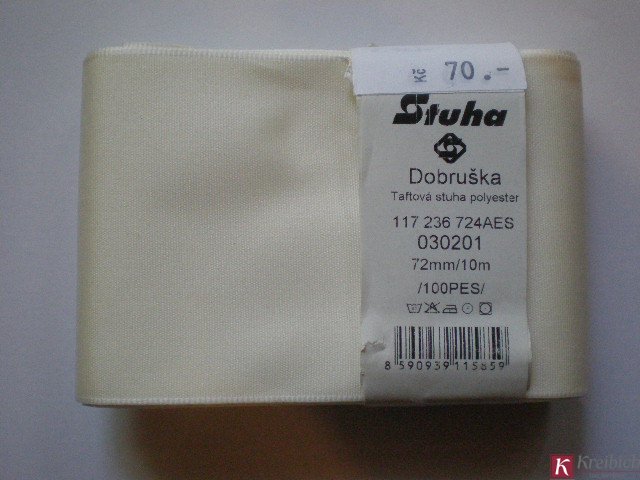 Kč 70.-
Stuha
Dobruška
Taftová stuha polyester
117 236 724AES
030201
72mm/10m
/100PES/
8 590939 115859
K Kreibich